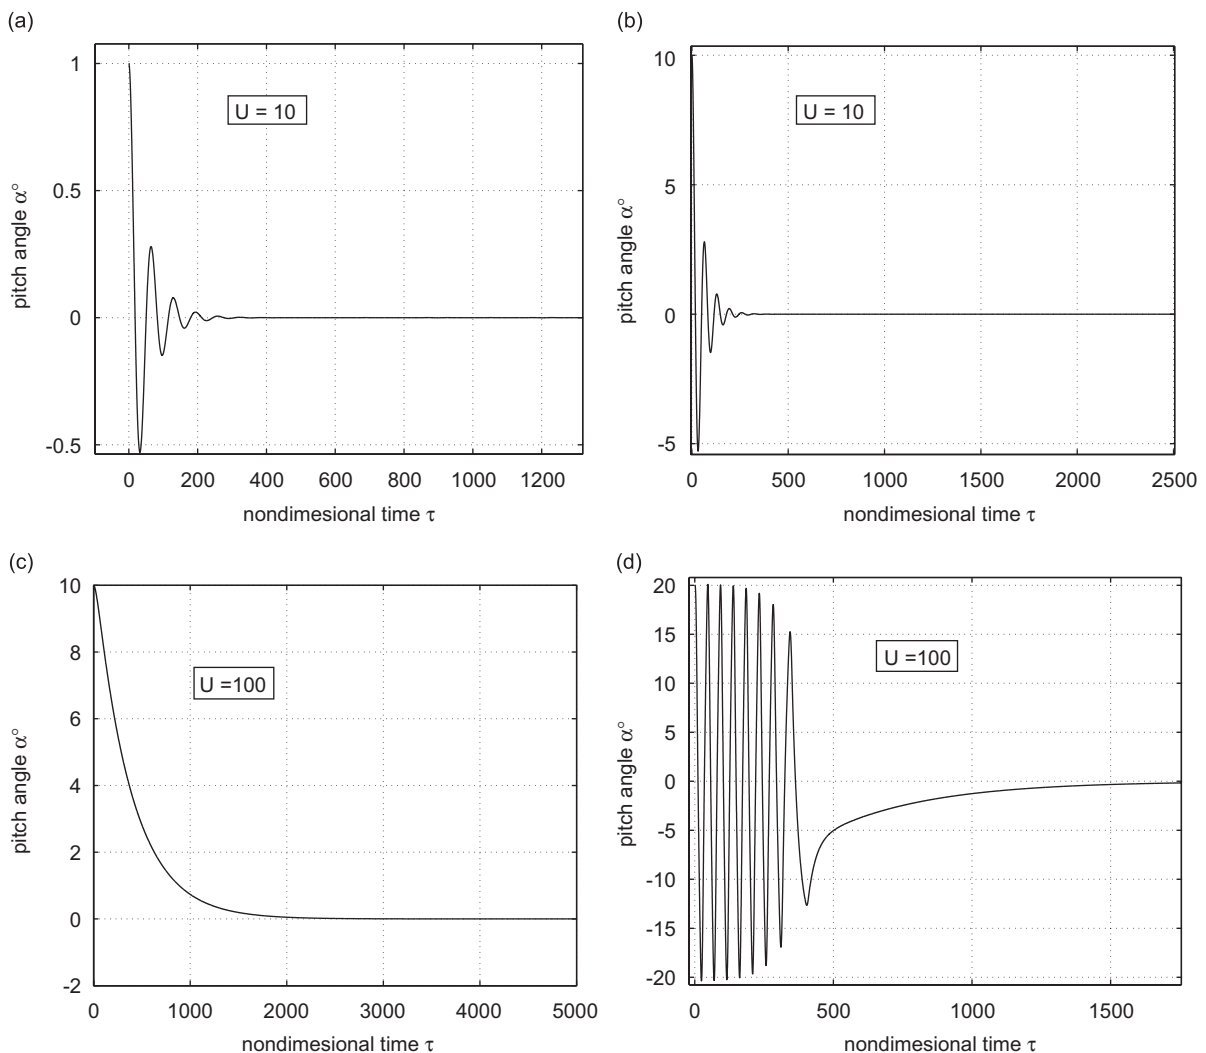 (a)
(b)
1
0.5
0
-0.5
pitch angle α°
U = 10
0 200 400 600 800 1000 1200
nondimesional time τ
10
5
0
-5
pitch angle α°
U = 10
0 500 1000 1500 2000 2500
nondimesional time τ
(c)
(d)
10
8
6
4
2
0
-2
pitch angle α°
U =100
0 1000 2000 3000 4000 5000
nondimesional time τ
20
15
10
5
0
-5
-10
-15
-20
pitch angle α°
U =100
0 500 1000 1500
nondimesional time τ